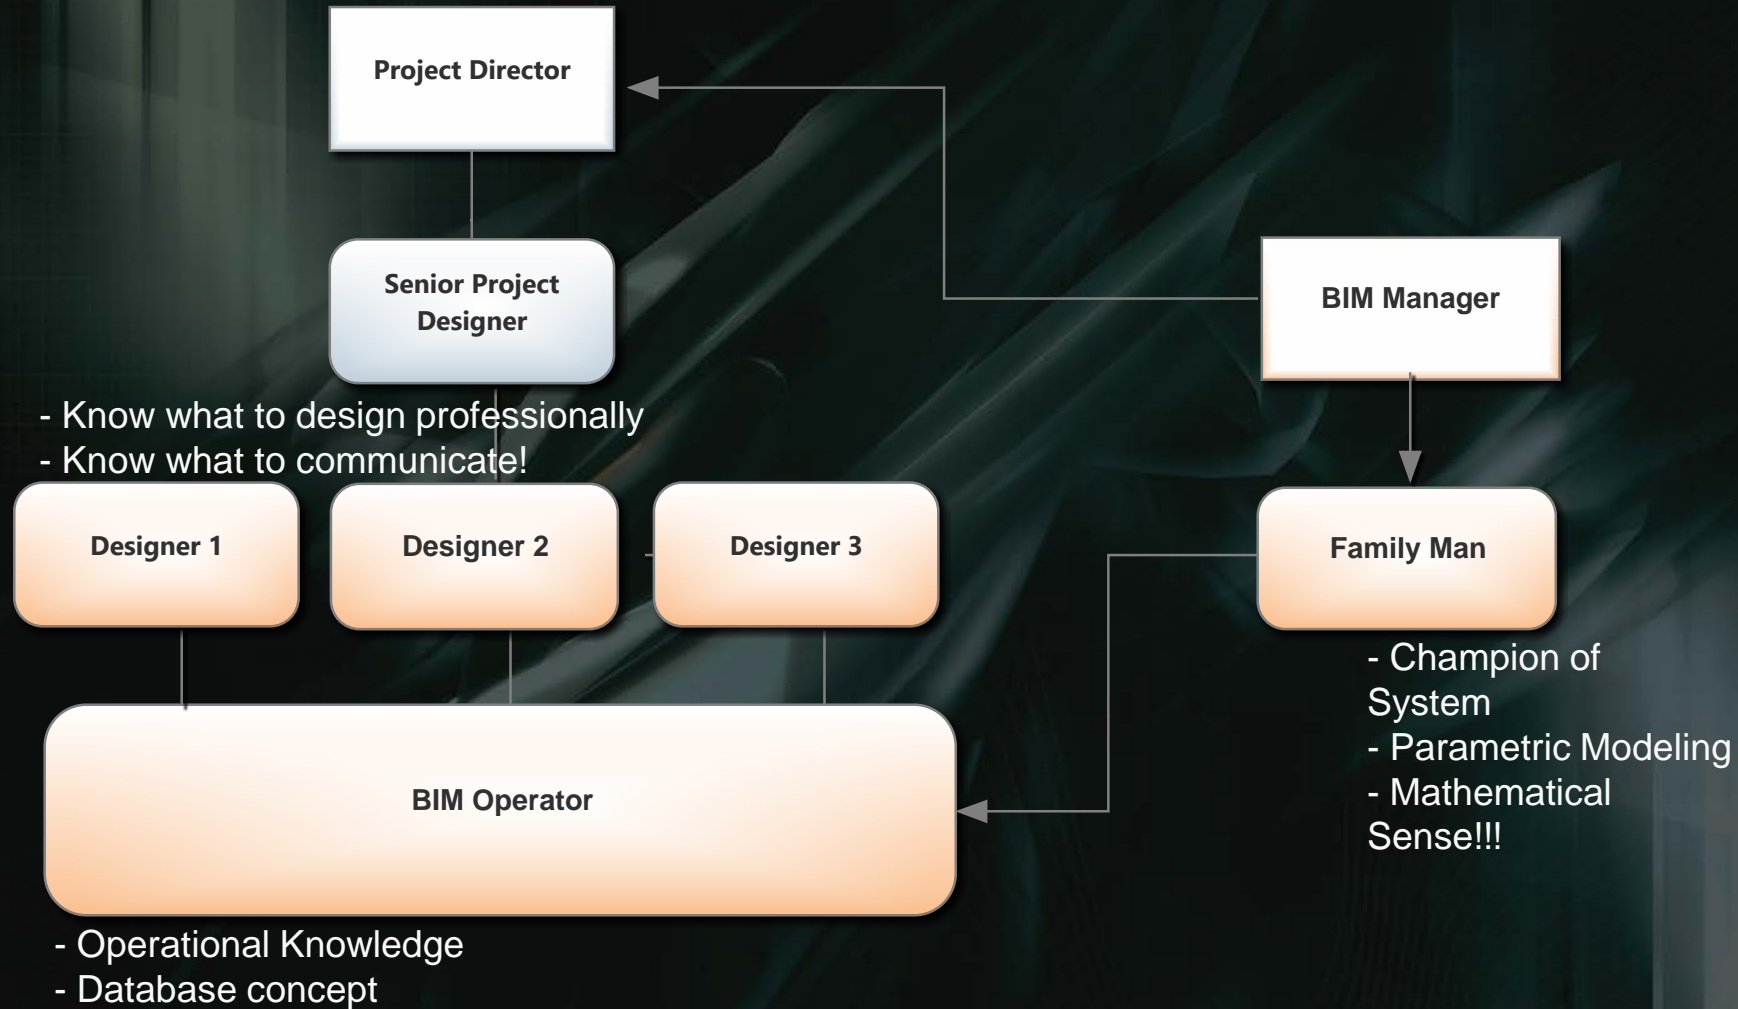 Project Director
Senior Project
Designer
BIM Manager
- Know what to design professionally
- Know what to communicate!
Designer 1
Designer 2
Designer 3
Family Man
- Champion of
System
- Parametric Modeling
- Mathematical
Sense!!!
BIM Operator
- Operational Knowledge
- Database concept